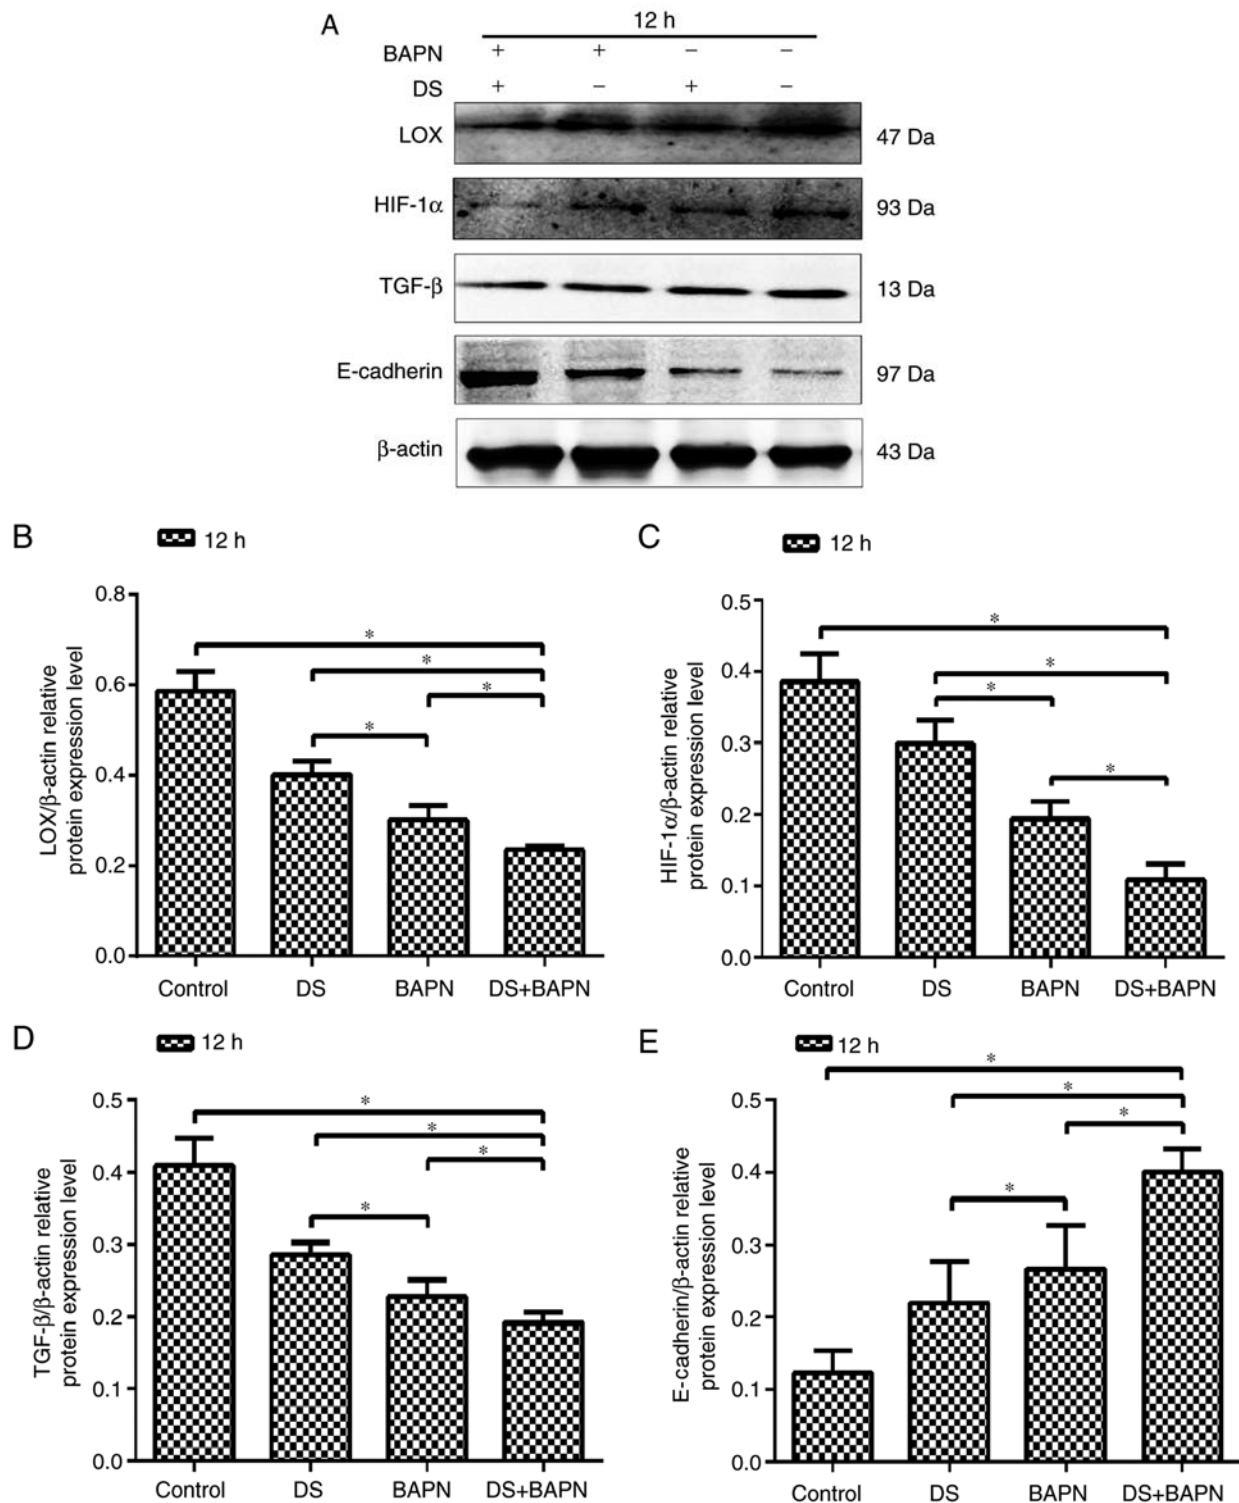 A
12 h
BAPN + + − −
DS + − + −
LOX 47 Da
HIF-1α 93 Da
TGF-β 13 Da
E-cadherin 97 Da
β-actin 43 Da
B
12 h
LOX/β-actin relative
protein expression level
0.8
0.6
0.4
0.2
0.0
*
*
*
*
Control DS BAPN DS+BAPN
C
12 h
HIF-1α/β-actin relative
protein expression level
0.5
0.4
0.3
0.2
0.1
0.0
*
*
*
*
Control DS BAPN DS+BAPN
D
12 h
TGF-β/β-actin relative
protein expression level
0.5
0.4
0.3
0.2
0.1
0.0
*
*
*
*
Control DS BAPN DS+BAPN
E
12 h
E-cadherin/β-actin relative
protein expression level
0.5
0.4
0.3
0.2
0.1
0.0
*
*
*
*
Control DS BAPN DS+BAPN